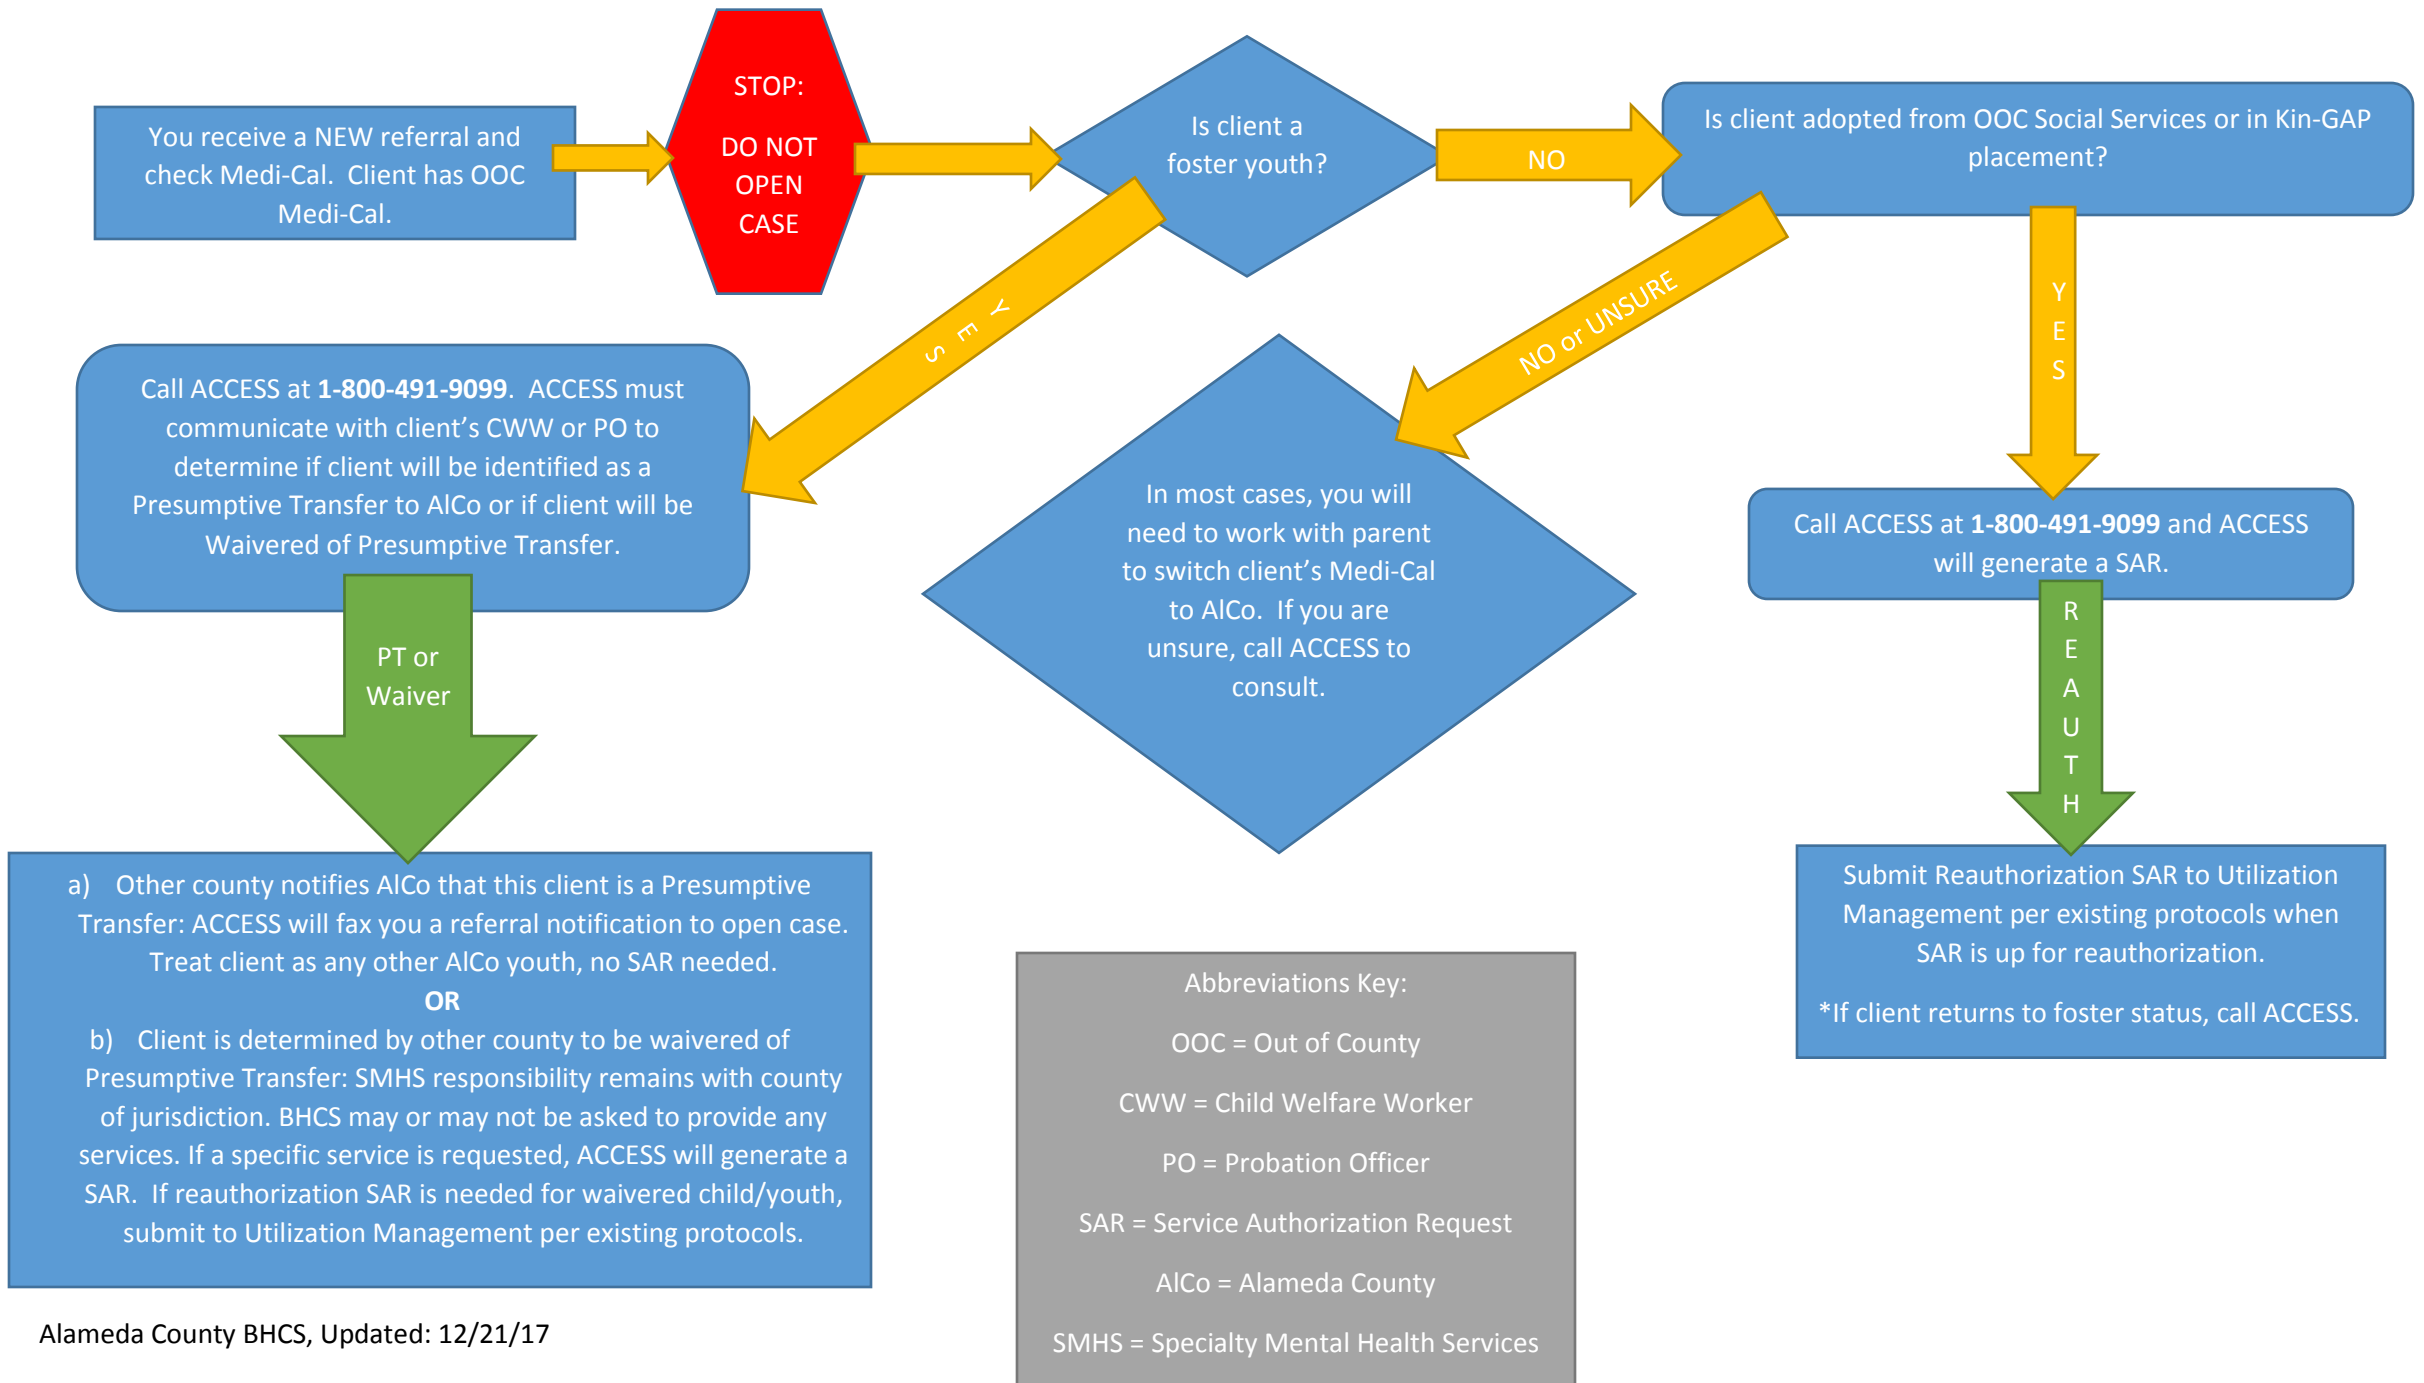 You receive a NEW referral and
check Medi-Cal.  Client has OOC
Medi-Cal.
STOP:
DO NOT
OPEN
CASE
Is client a
foster youth?
NO
Is client adopted from OOC Social Services or in Kin-GAP
placement?
YES
NO or UNSURE
YES
Call ACCESS at 1-800-491-9099.  ACCESS must
communicate with client’s CWW or PO to
determine if client will be identified as a
Presumptive Transfer to AlCo or if client will be
Waivered of Presumptive Transfer.
In most cases, you will
need to work with parent
to switch client’s Medi-Cal
to AlCo.  If you are
unsure, call ACCESS to
consult.
Call ACCESS at 1-800-491-9099 and ACCESS
will generate a SAR.
PT or
Waiver
REAUTH
a) Other county notifies AlCo that this client is a Presumptive
Transfer: ACCESS will fax you a referral notification to open case.
Treat client as any other AlCo youth, no SAR needed.
OR
b) Client is determined by other county to be waivered of
Presumptive Transfer: SMHS responsibility remains with county
of jurisdiction. BHCS may or may not be asked to provide any
services. If a specific service is requested, ACCESS will generate a
SAR.  If reauthorization SAR is needed for waivered child/youth,
submit to Utilization Management per existing protocols.
Submit Reauthorization SAR to Utilization
Management per existing protocols when
SAR is up for reauthorization.
*If client returns to foster status, call ACCESS.
Abbreviations Key:
OOC = Out of County
CWW = Child Welfare Worker
PO = Probation Officer
SAR = Service Authorization Request
AlCo = Alameda County
SMHS = Specialty Mental Health Services
Alameda County BHCS, Updated: 12/21/17